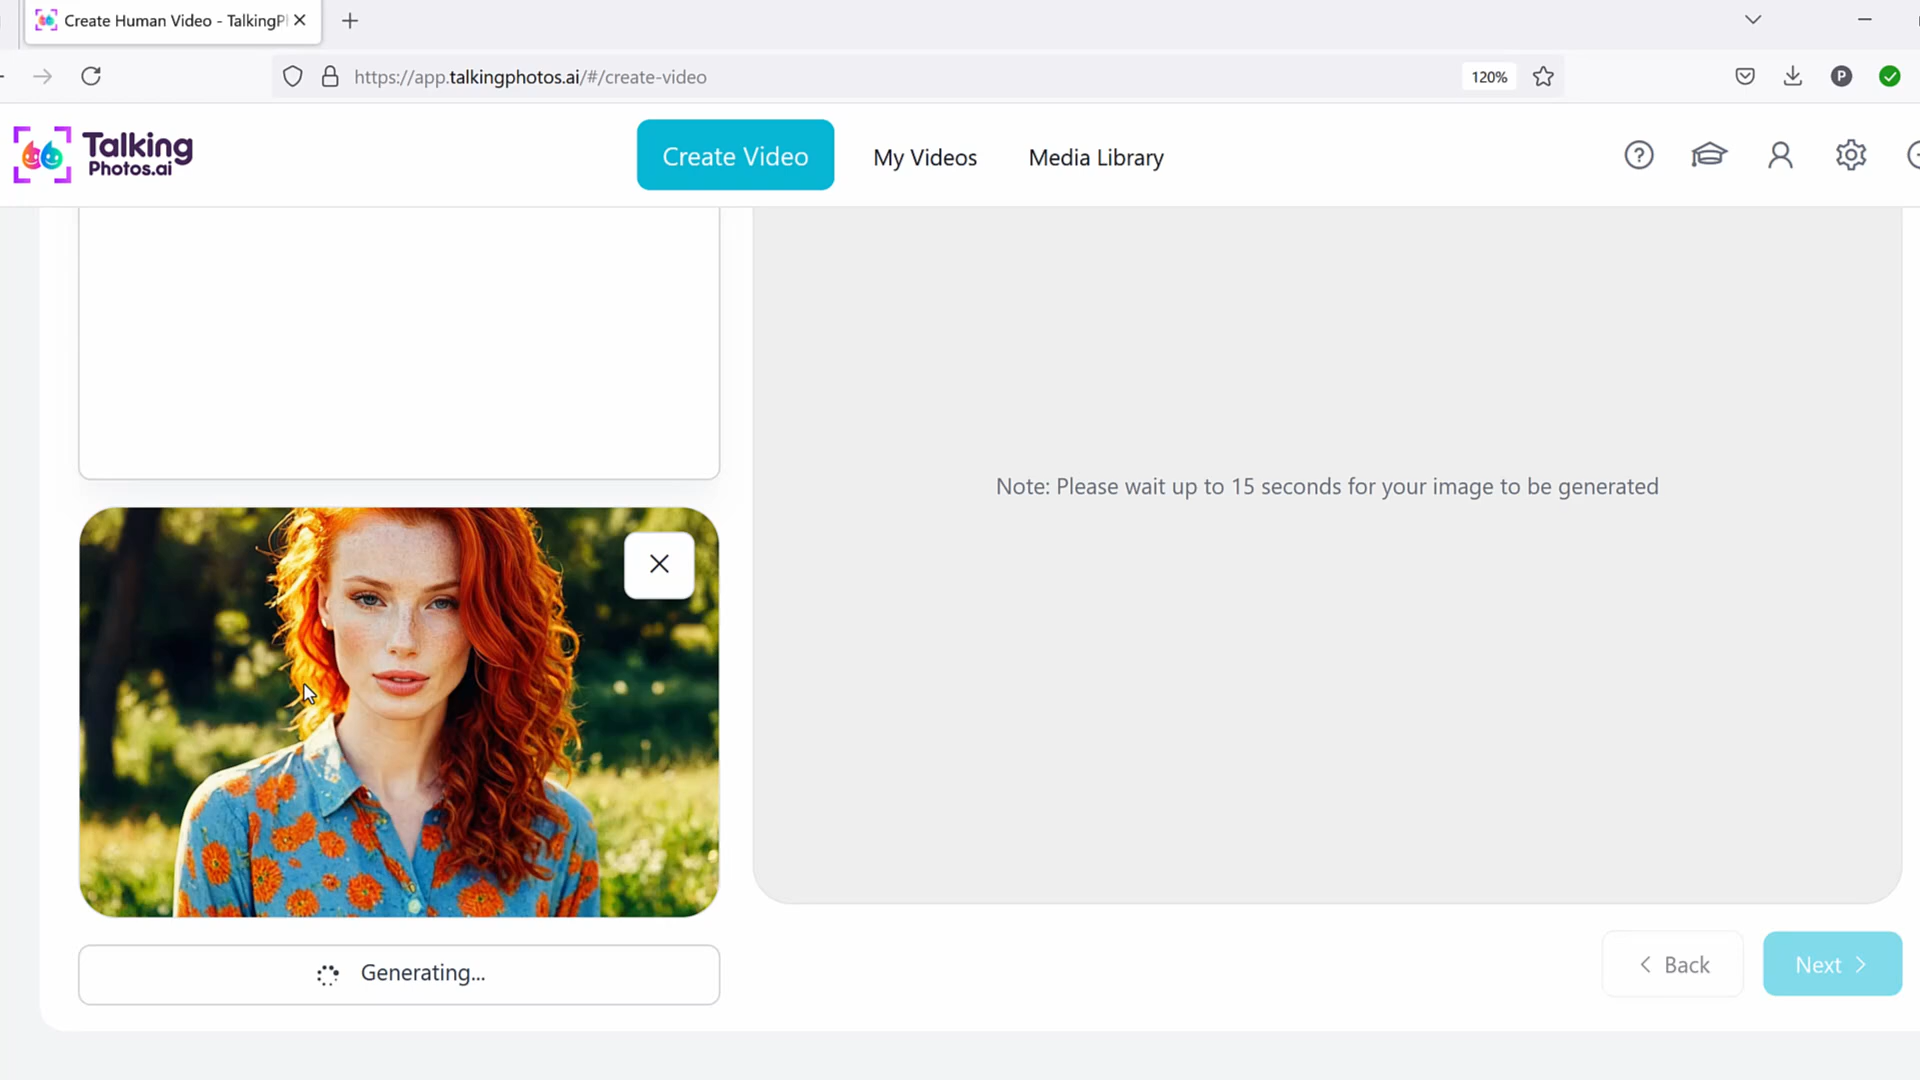 Create Human Video - TalkingP
https://app.talkingphotos.ai/#/create-video
120%
P
Talking
Photos.ai
Create Video
My Videos
Media Library
Note: Please wait up to 15 seconds for your image to be generated
Generating...
Back
Next